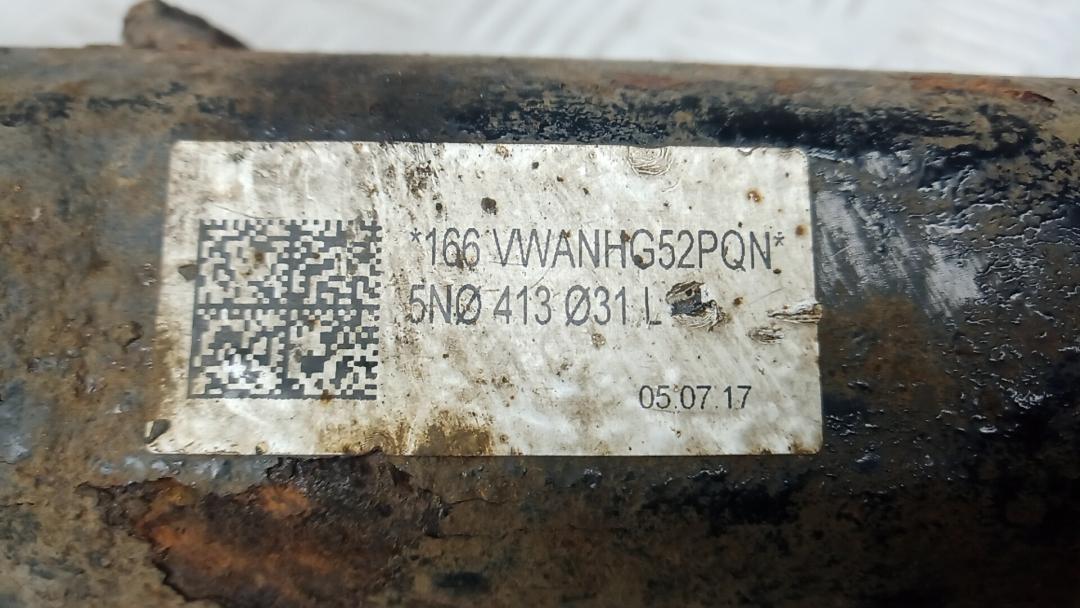 *166 VWANHG52PQN*
5NØ 413 Ø31 L
05.07.17